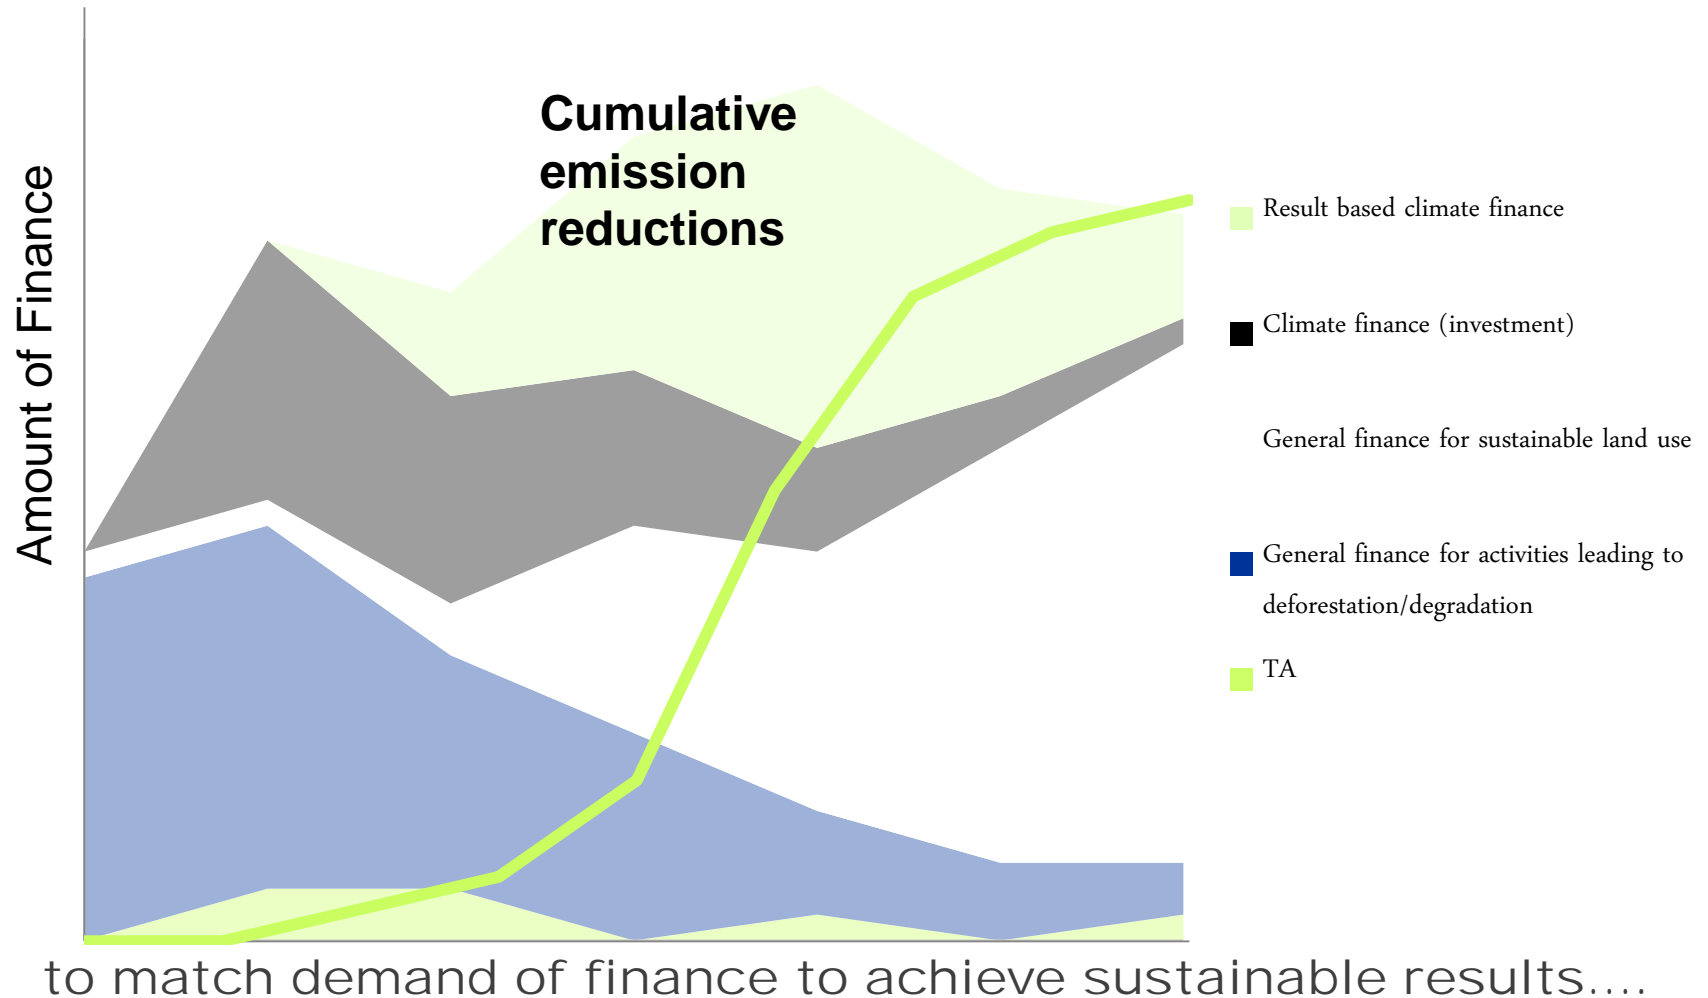 Amount of Finance
Cumulative
emission
reductions
Result based climate finance
Climate finance (investment)
General finance for sustainable land use
General finance for activities leading to
deforestation/degradation
TA
to match demand of finance to achieve sustainable results....